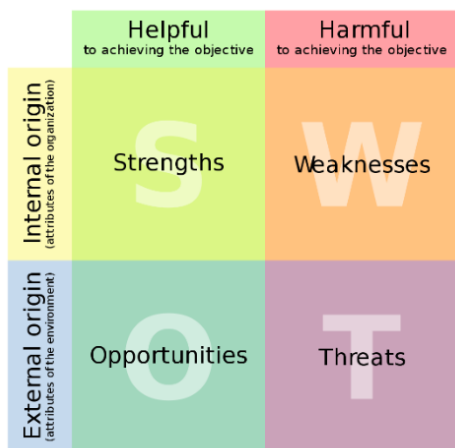 Helpful
to achieving the objective
Harmful
to achieving the objective
Internal origin
(attributes of the organization)
S
Strengths
W
Weaknesses
External origin
(attributes of the environment)
O
Opportunities
T
Threats